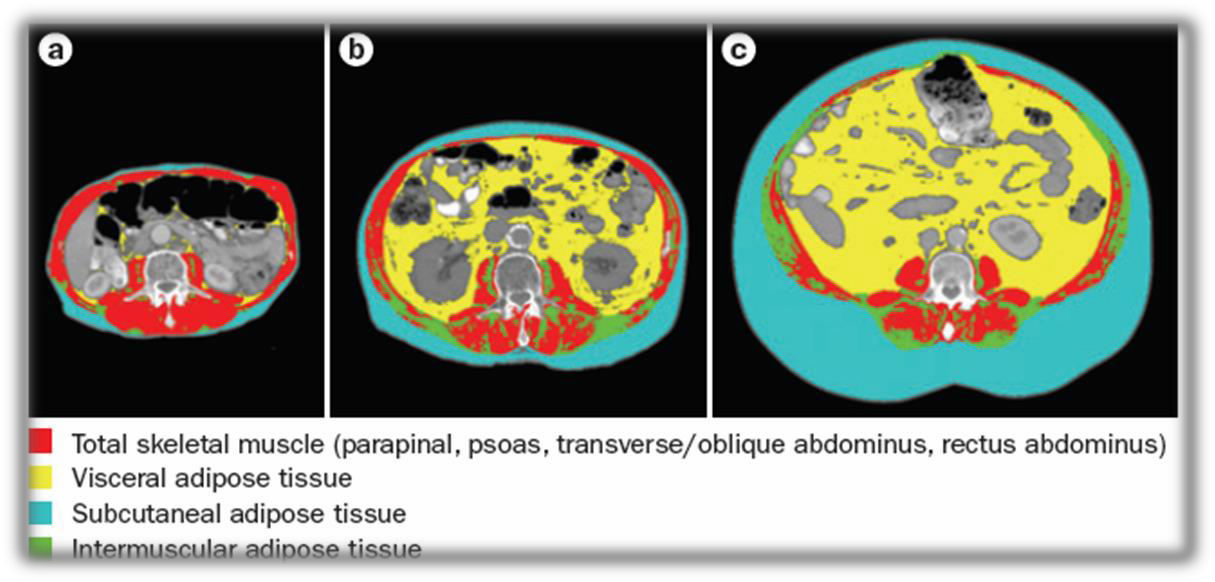 a b c
Total skeletal muscle (parapinal, psoas, transverse/oblique abdominus, rectus abdominus)
Visceral adipose tissue
Subcutaneal adipose tissue
Intermuscular adipose tissue